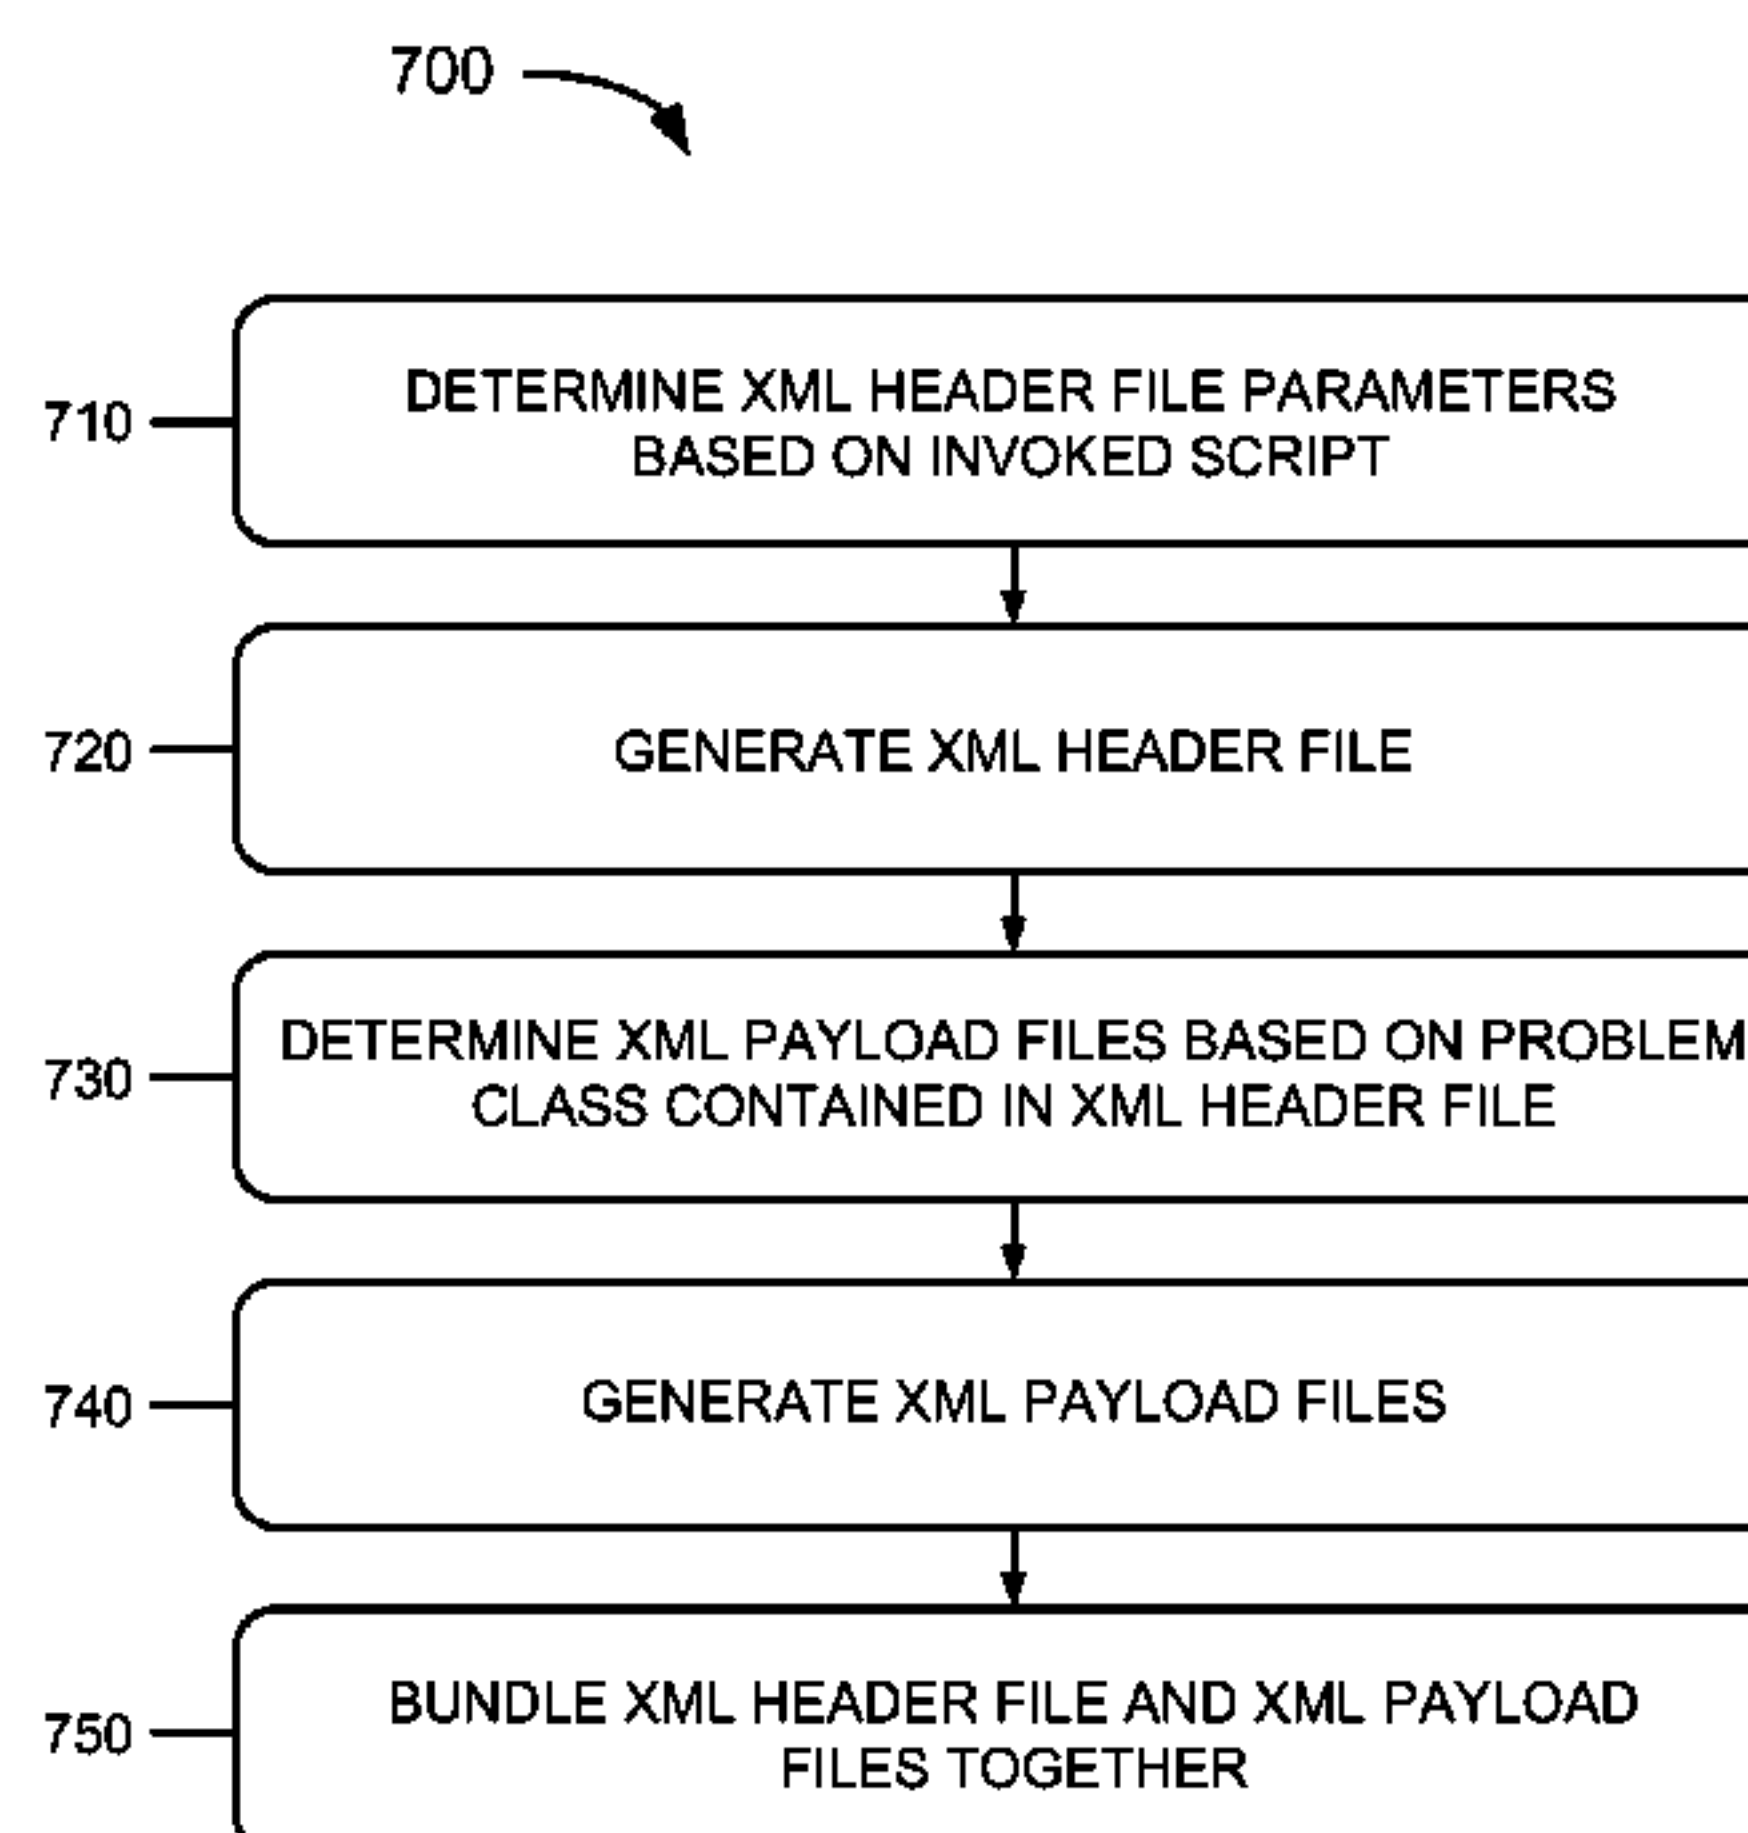 700
710
DETERMINE XML HEADER FILE PARAMETERS
BASED ON INVOKED SCRIPT
720
GENERATE XML HEADER FILE
730
DETERMINE XML PAYLOAD FILES BASED ON PROBLEM
CLASS CONTAINED IN XML HEADER FILE
740
GENERATE XML PAYLOAD FILES
750
BUNDLE XML HEADER FILE AND XML PAYLOAD
FILES TOGETHER